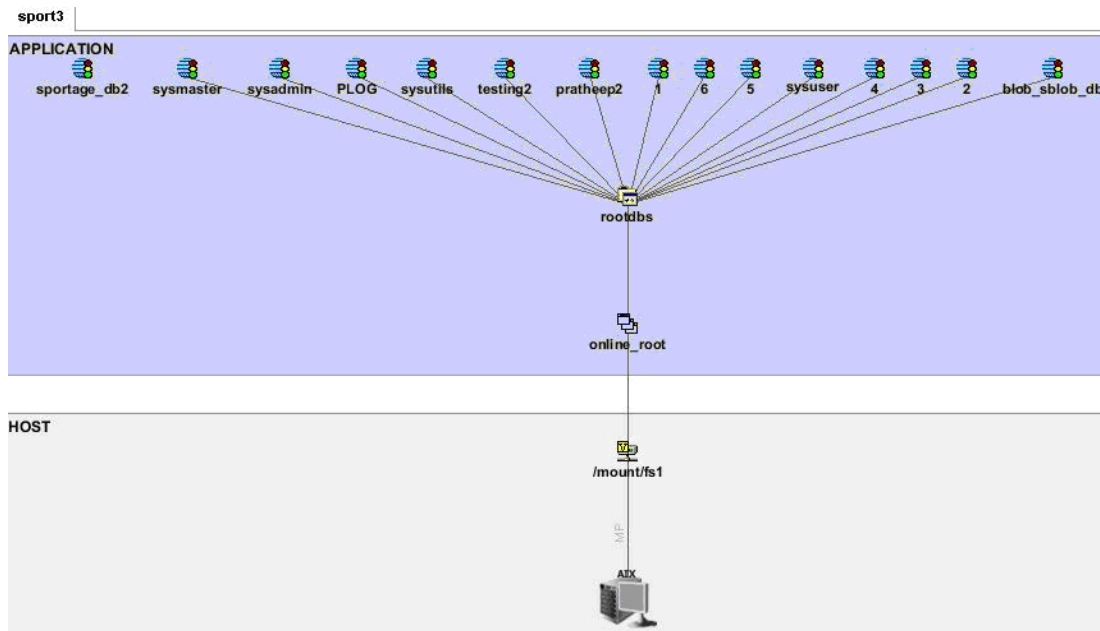 sport3
APPLICATION
sportage_db2 sysmaster sysadmin PLOG sysutils testing2 pratheep2 1 6 5 sysuser 4 3 2 blob_sblob_db
rootdbs
online_root
HOST
/mount/fs1
MP
AIX